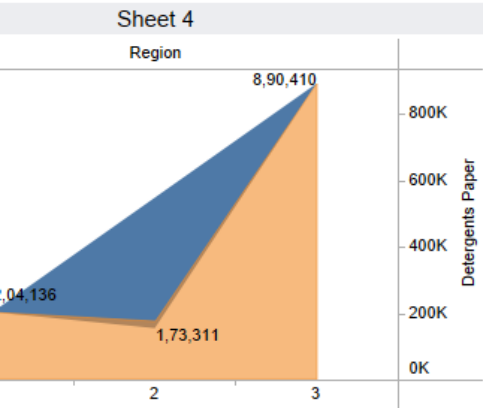 Sheet 4
Region
8,90,410
800K
600K
400K
200K
0K
Detergents Paper
2,04,136
1,73,311
2
3